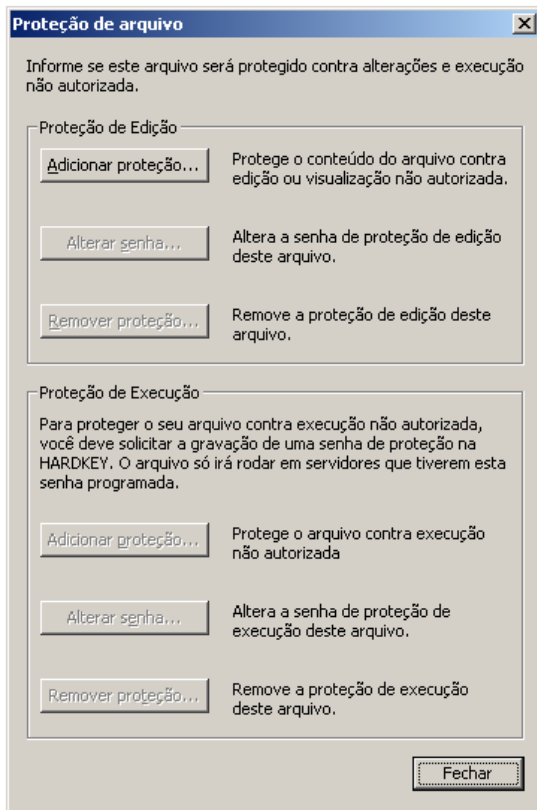 Proteção de arquivo
Informe se este arquivo será protegido contra alterações e execução
não autorizada.
Proteção de Edição
Adicionar proteção...
Protege o conteúdo do arquivo contra
edição ou visualização não autorizada.
Alterar senha...
Altera a senha de proteção de edição
deste arquivo.
Remover proteção...
Remove a proteção de edição deste
arquivo.
Proteção de Execução
Para proteger o seu arquivo contra execução não autorizada,
você deve solicitar a gravação de uma senha de proteção na
HARDKEY. O arquivo só irá rodar em servidores que tiverem esta
senha programada.
Adicionar proteção...
Protege o arquivo contra execução
não autorizada
Alterar senha...
Altera a senha de proteção de
execução deste arquivo.
Remover proteção...
Remove a proteção de execução
deste arquivo.
Fechar